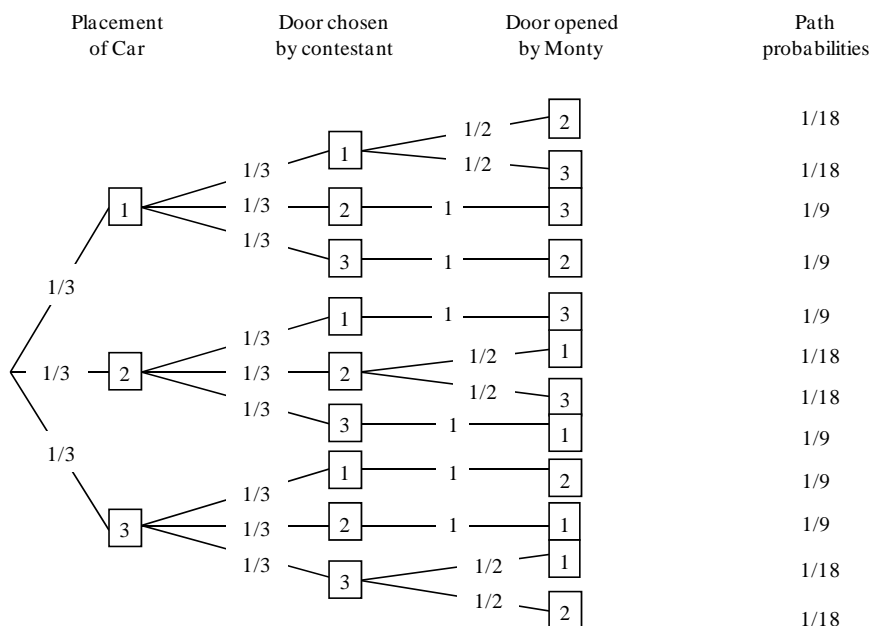 Placement Door chosen Door opened Path
of Car by contestant by Monty probabilities
1/2 2 1/18
1
1/3 1/2 3 1/18
1 1/3 2 1 3 1/9
1/3
3 1 2 1/9
1/3
1/3 1 1 3 1/9
1/2 1 1/18
1/3 2 1/3 2
1/2 3 1/18
1/3 3 1 1 1/9
1/3
1/3 1 1 2 1/9
3 1/3 2 1 1 1/9
1/3 1/2 1 1/18
3
1/2 2 1/18